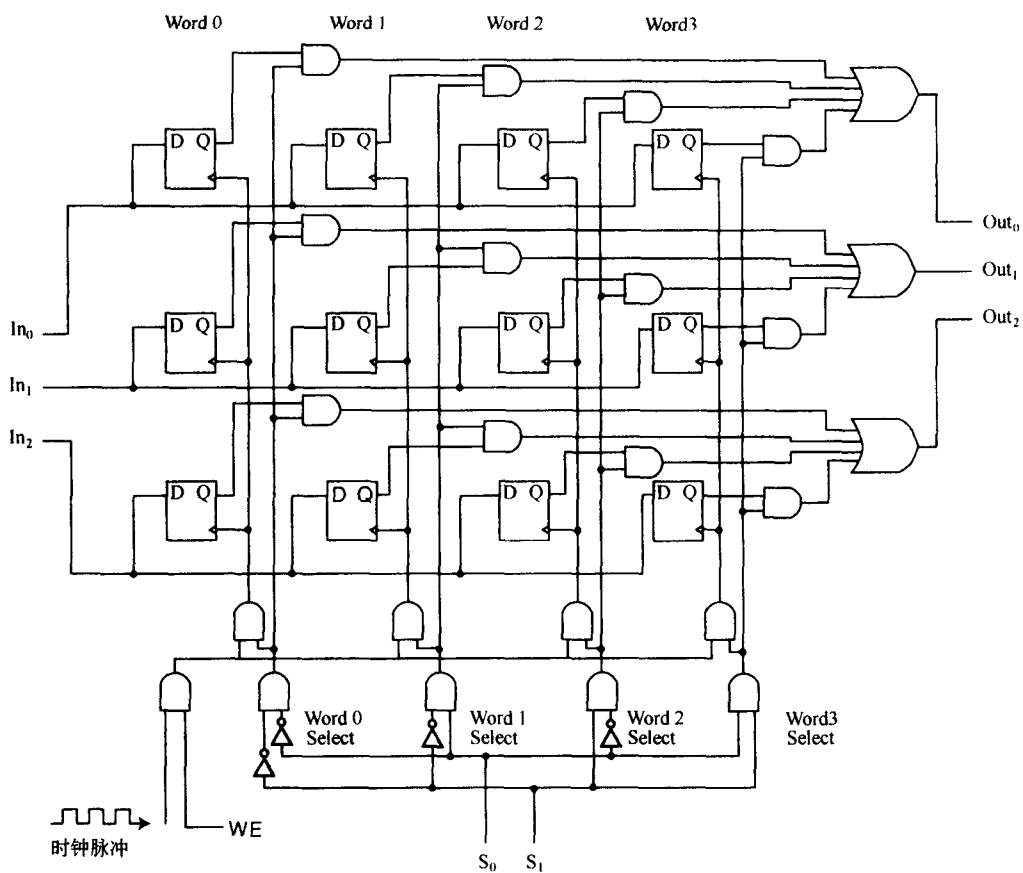 Word 0 Word 1 Word 2 Word3
D Q D Q D Q D Q
Out₀
Out₁
In₀
D Q D Q D Q D Q
Out₂
In₁
In₂
D Q D Q D Q D Q
Word 0 Select
Word 1 Select
Word 2 Select
Word3 Select
WE
时钟脉冲
S₀ S₁